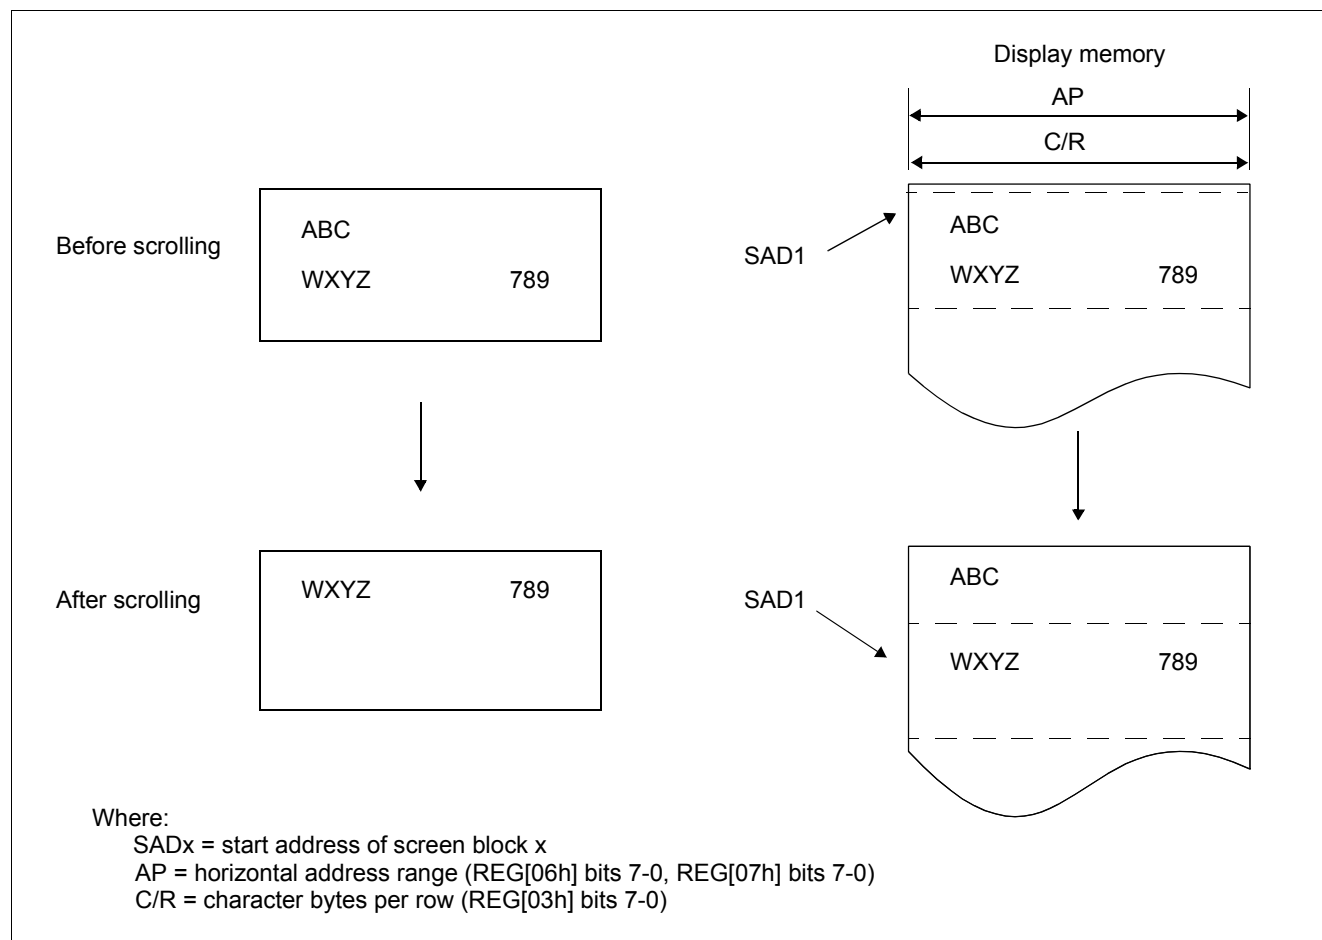 Display memory
AP
C/R
Before scrolling
ABC
WXYZ 789
SAD1
ABC
WXYZ 789
After scrolling
WXYZ 789
SAD1
ABC
WXYZ 789
Where:
SADx = start address of screen block x
AP = horizontal address range (REG[06h] bits 7-0, REG[07h] bits 7-0)
C/R = character bytes per row (REG[03h] bits 7-0)